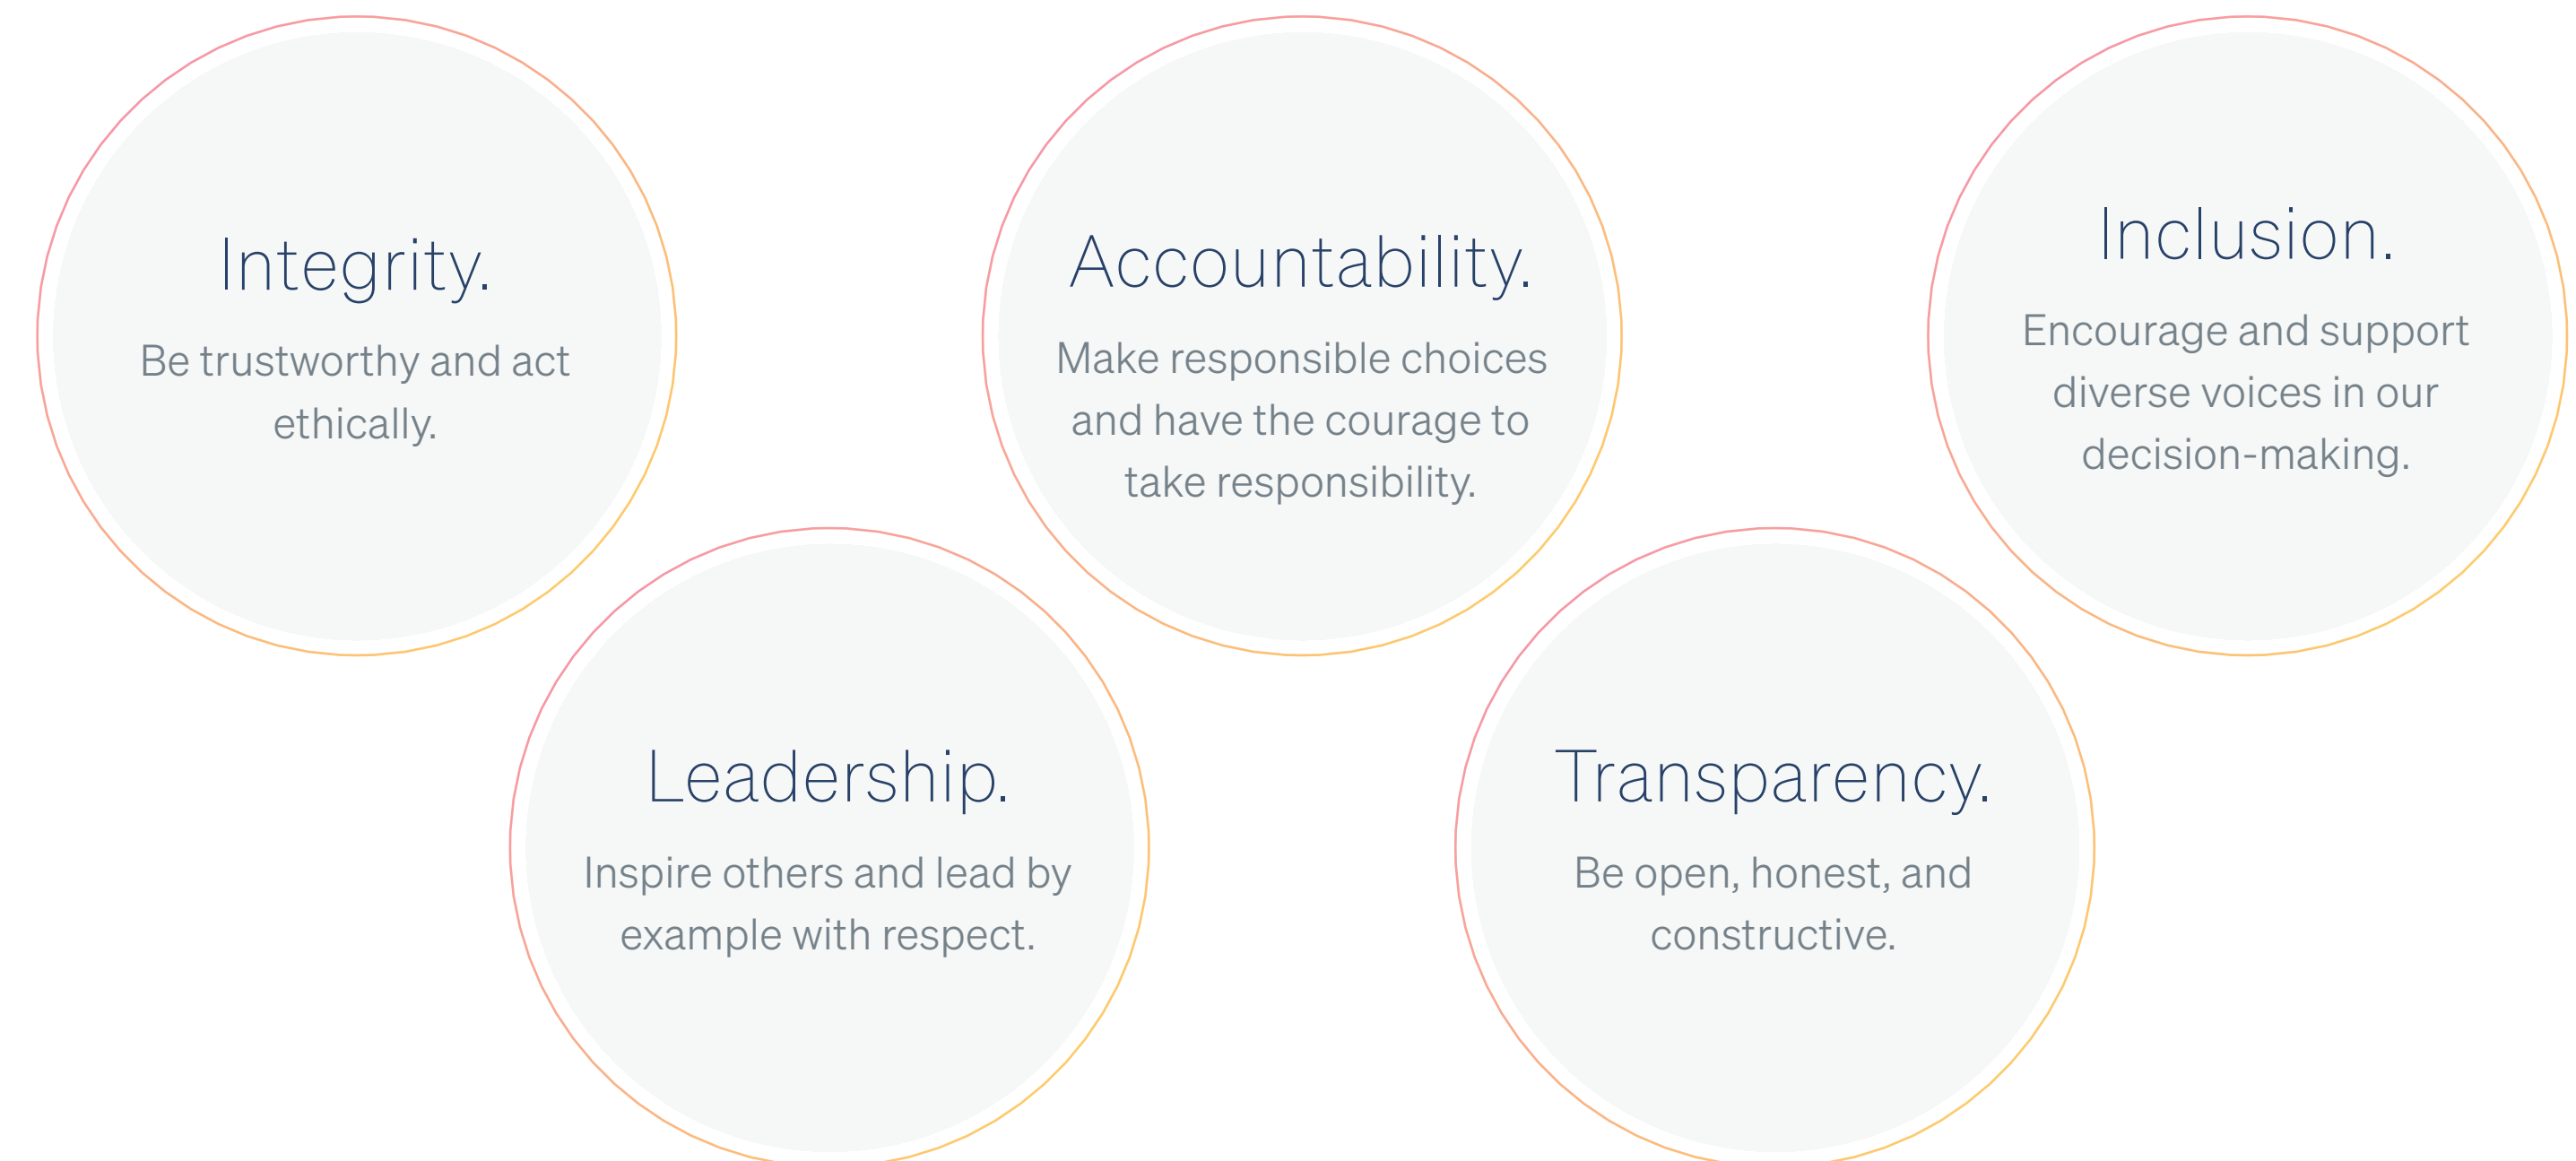 Integrity.
Be trustworthy and act
ethically.
Accountability.
Make responsible choices
and have the courage to
take responsibility.
Inclusion.
Encourage and support
diverse voices in our
decision-making.
Leadership.
Inspire others and lead by
example with respect.
Transparency.
Be open, honest, and
constructive.